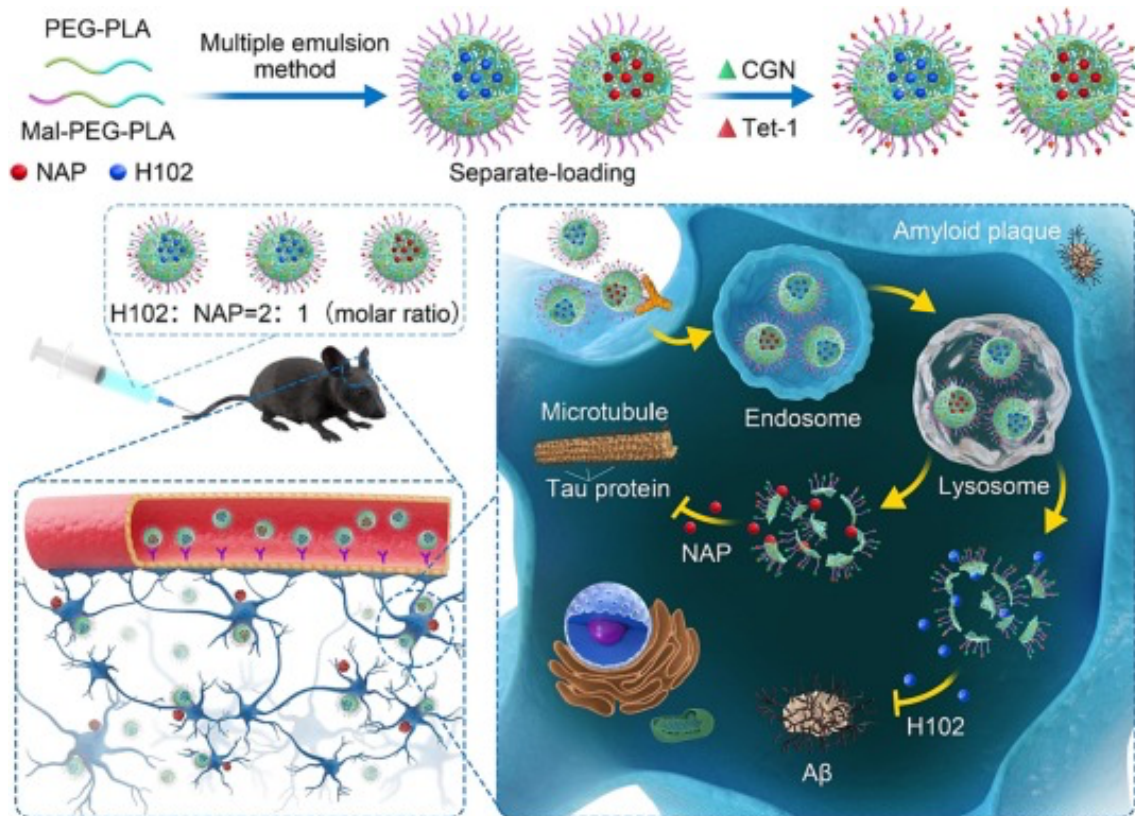 PEG-PLA
Mal-PEG-PLA
NAP H102
Multiple emulsion
method
Separate-loading
CGN
Tet-1
H102: NAP=2: 1 (molar ratio)
Amyloid plaque
Endosome
Microtubule
Tau protein
Lysosome
NAP
H102
Aβ